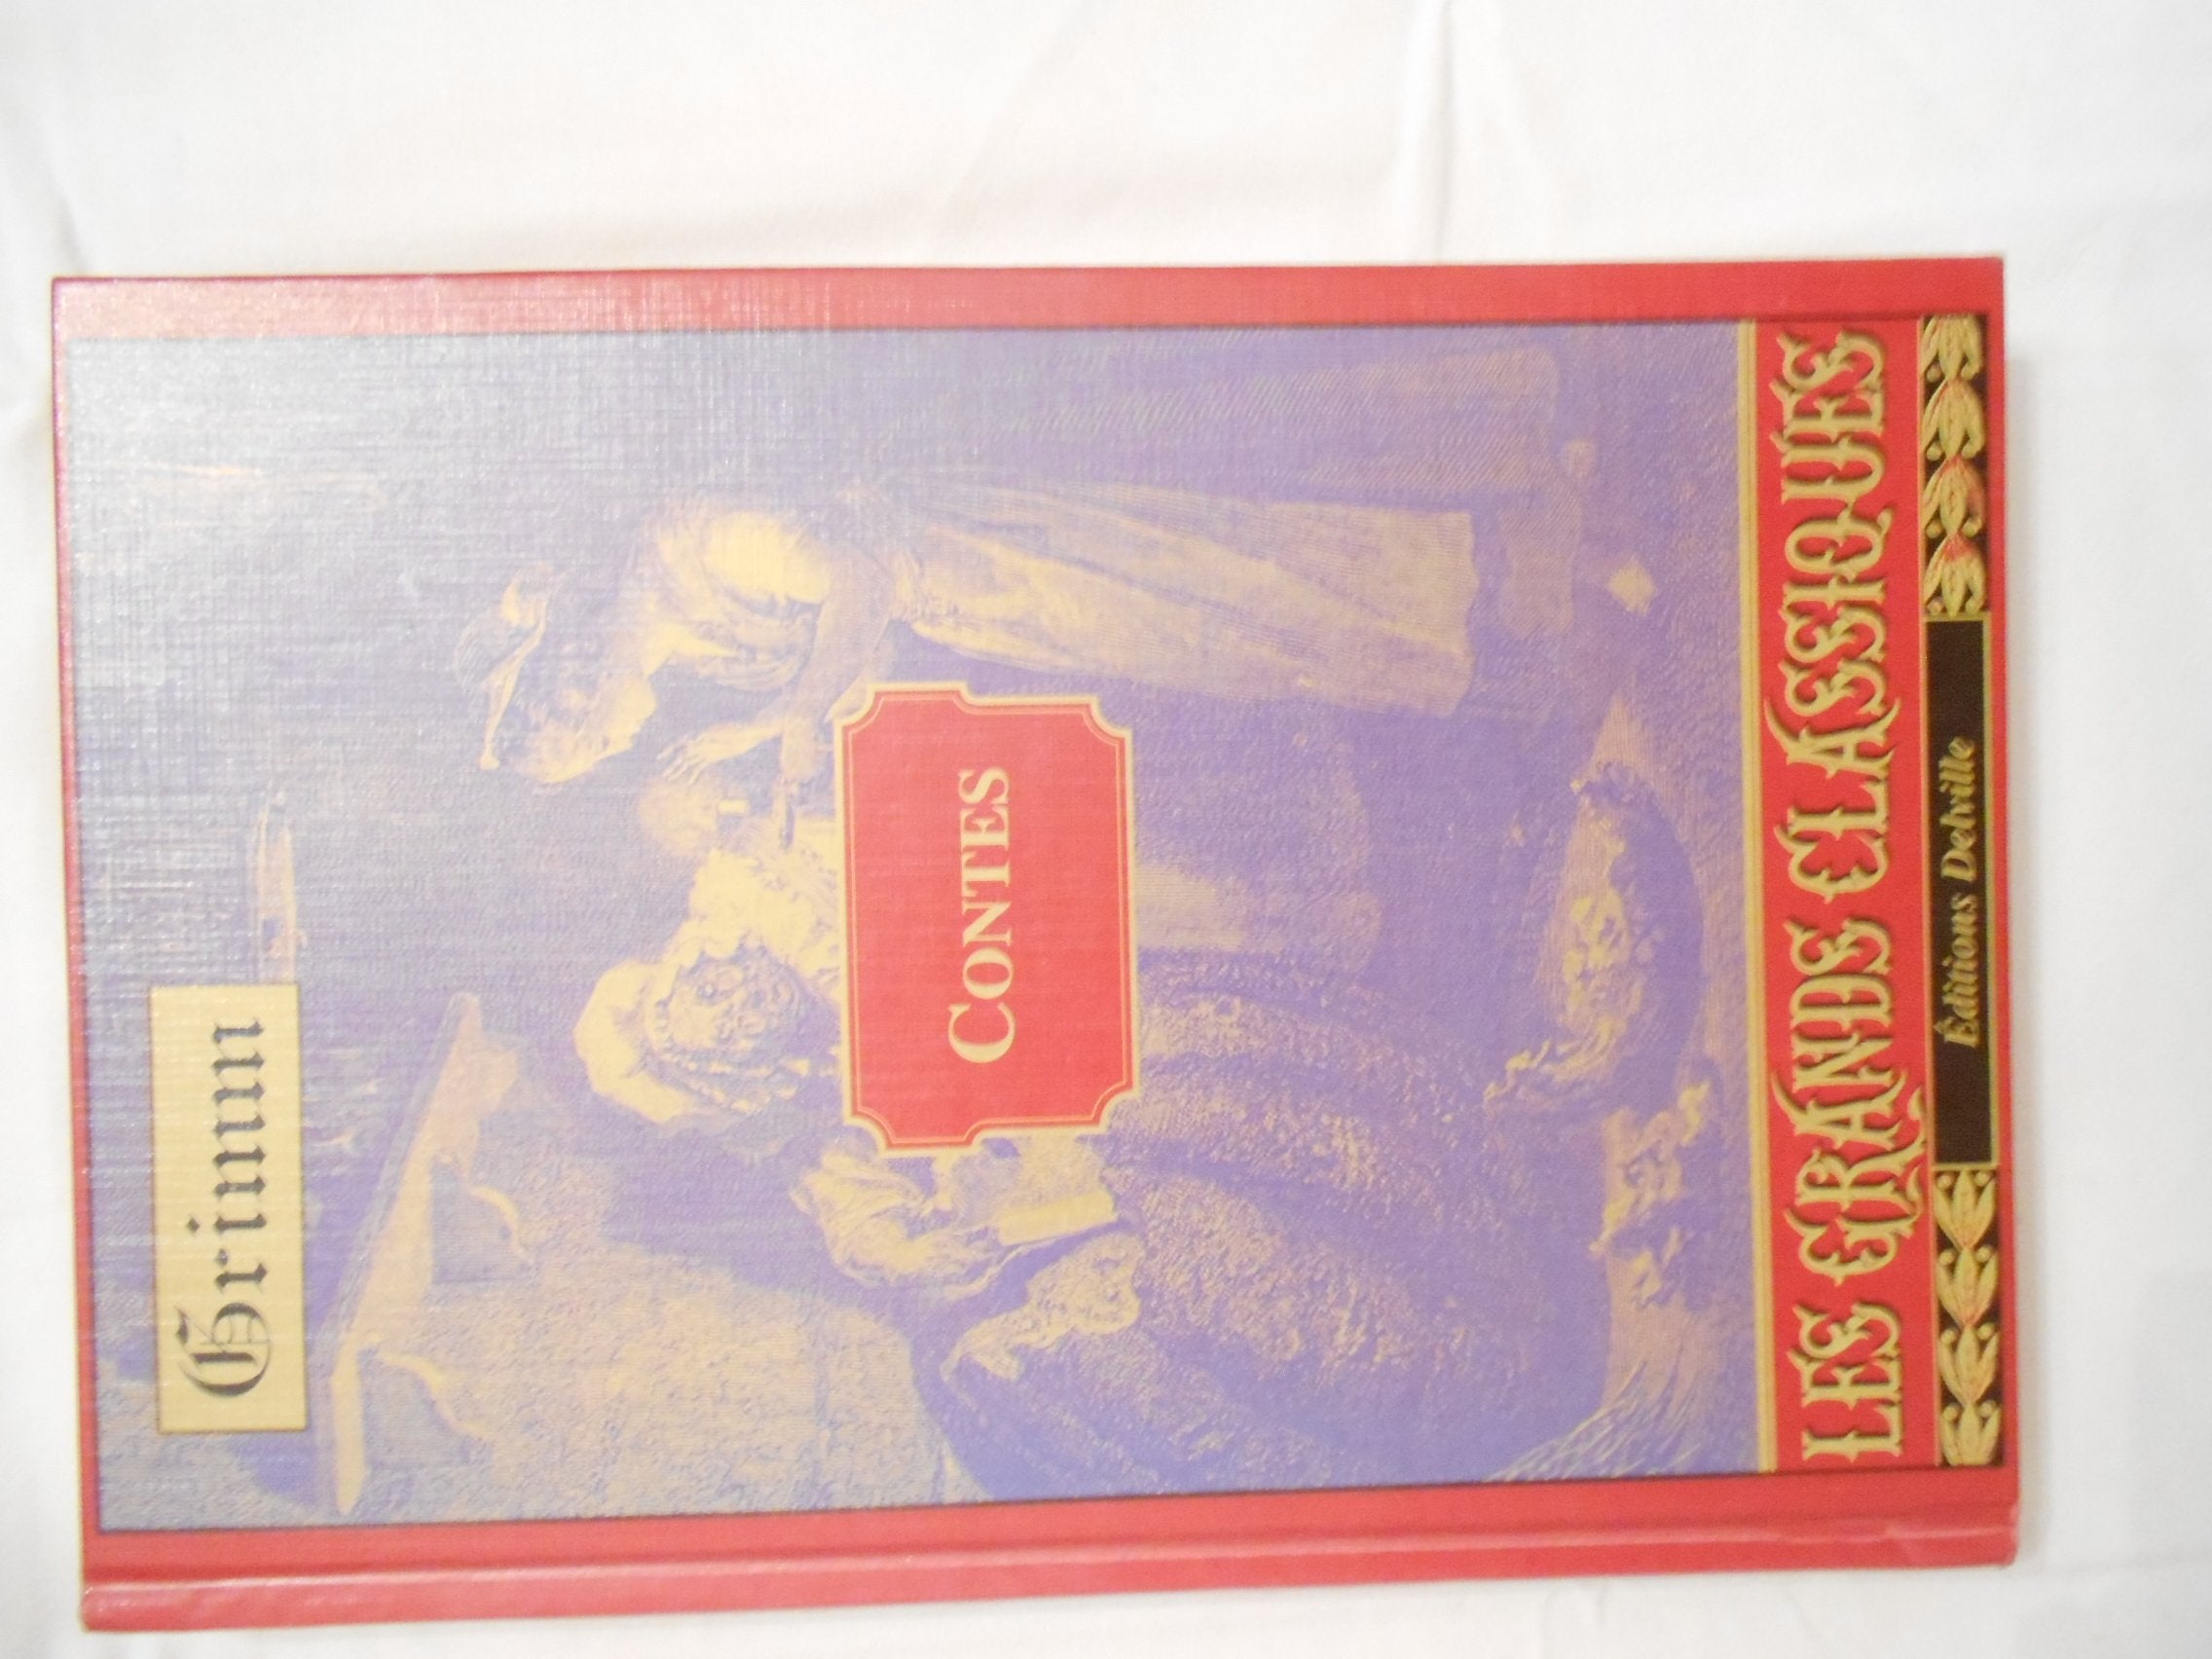 Grimm
CONTES
LES GRANDS CLASSIQUES
Éditions Delville